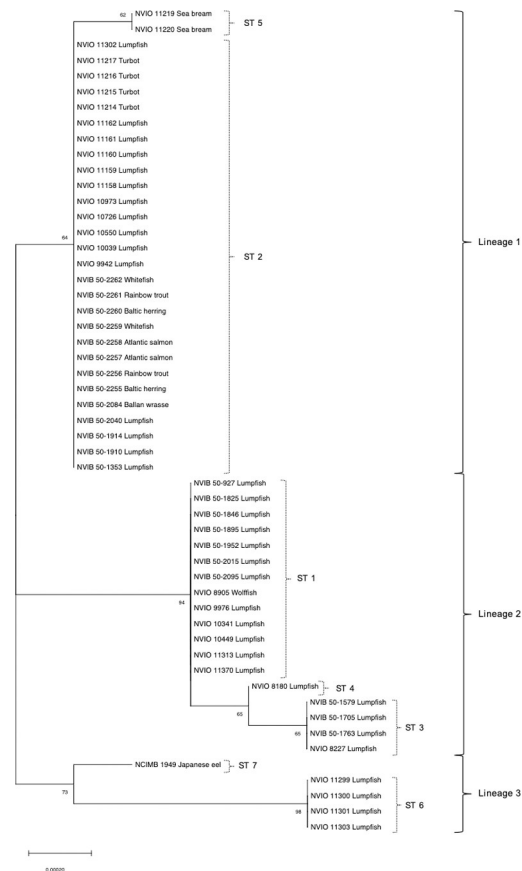 62
NVIO 11219 Sea bream
NVIO 11220 Sea bream
ST 5
NVIO 11302 Lumpfish
NVIO 11217 Turbot
NVIO 11216 Turbot
NVIO 11215 Turbot
NVIO 11214 Turbot
NVIO 11162 Lumpfish
NVIO 11161 Lumpfish
NVIO 11160 Lumpfish
NVIO 11159 Lumpfish
NVIO 11158 Lumpfish
NVIO 10973 Lumpfish
NVIO 10726 Lumpfish
NVIO 10550 Lumpfish
64
NVIO 10039 Lumpfish
Lineage 1
ST 2
NVIO 9942 Lumpfish
NVIB 50-2262 Whitefish
NVIB 50-2261 Rainbow trout
NVIB 50-2260 Baltic herring
NVIB 50-2259 Whitefish
NVIB 50-2258 Atlantic salmon
NVIB 50-2257 Atlantic salmon
NVIB 50-2256 Rainbow trout
NVIB 50-2255 Baltic herring
NVIB 50-2084 Ballan wrasse
NVIB 50-2040 Lumpfish
NVIB 50-1914 Lumpfish
NVIB 50-1910 Lumpfish
NVIB 50-1353 Lumpfish
NVIB 50-927 Lumpfish
NVIB 50-1825 Lumpfish
NVIB 50-1846 Lumpfish
NVIB 50-1895 Lumpfish
NVIB 50-1952 Lumpfish
NVIB 50-2015 Lumpfish
NVIB 50-2095 Lumpfish
ST 1
NVIO 8905 Wolffish
94
NVIO 9976 Lumpfish
Lineage 2
NVIO 10341 Lumpfish
NVIO 10449 Lumpfish
NVIO 11313 Lumpfish
NVIO 11370 Lumpfish
NVIO 8180 Lumpfish
ST 4
65
NVIB 50-1579 Lumpfish
NVIB 50-1705 Lumpfish
ST 3
65
NVIB 50-1763 Lumpfish
NVIO 8227 Lumpfish
NCIMB 1949 Japanese eel
ST 7
73
NVIO 11299 Lumpfish
Lineage 3
NVIO 11300 Lumpfish
ST 6
98
NVIO 11301 Lumpfish
NVIO 11303 Lumpfish
0.00020